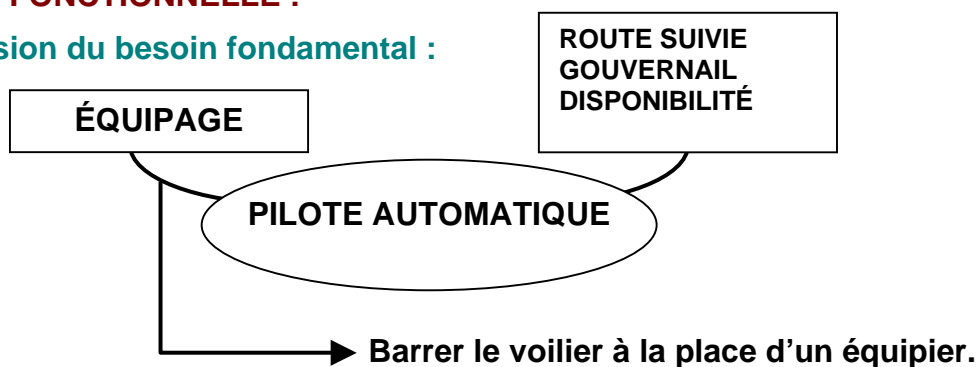 FONCTIONNELLE :
sion du besoin fondamental :
ROUTE SUIVIE
GOUVERNAIL
DISPONIBILITÉ
ÉQUIPAGE
PILOTE AUTOMATIQUE
Barrer le voilier à la place d’un équipier.